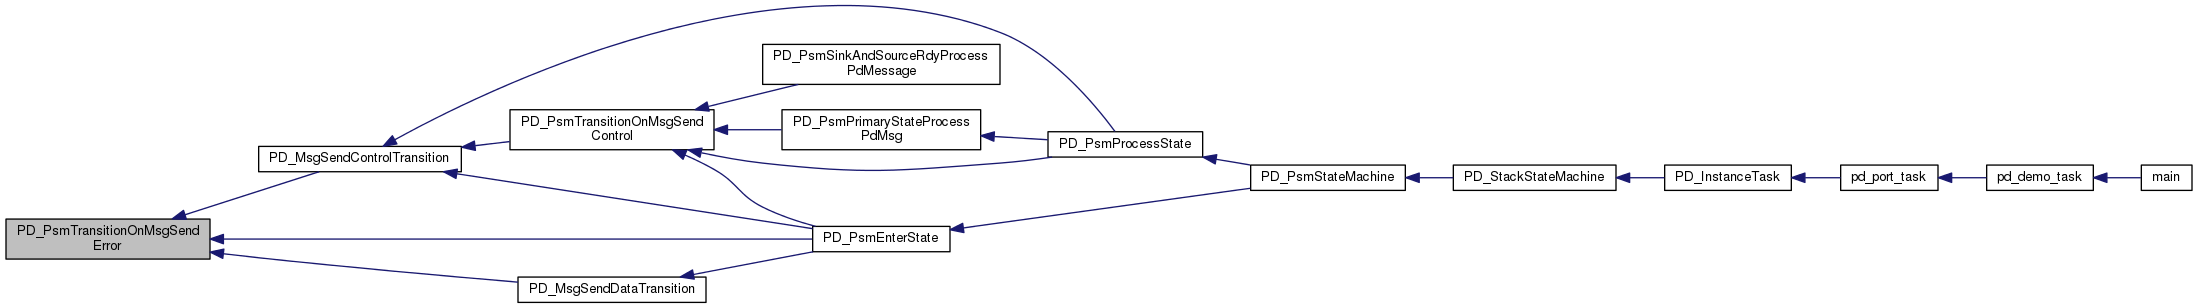 PD_PsmSinkAndSourceRdyProcess
PdMessage
PD_PsmTransitionOnMsgSend
Control
PD_PsmPrimaryStateProcess
PdMsg
PD_PsmProcessState
PD_MsgSendControlTransition
PD_PsmStateMachine
PD_StackStateMachine
PD_InstanceTask
pd_port_task
pd_demo_task
main
PD_PsmTransitionOnMsgSend
Error
PD_PsmEnterState
PD_MsgSendDataTransition